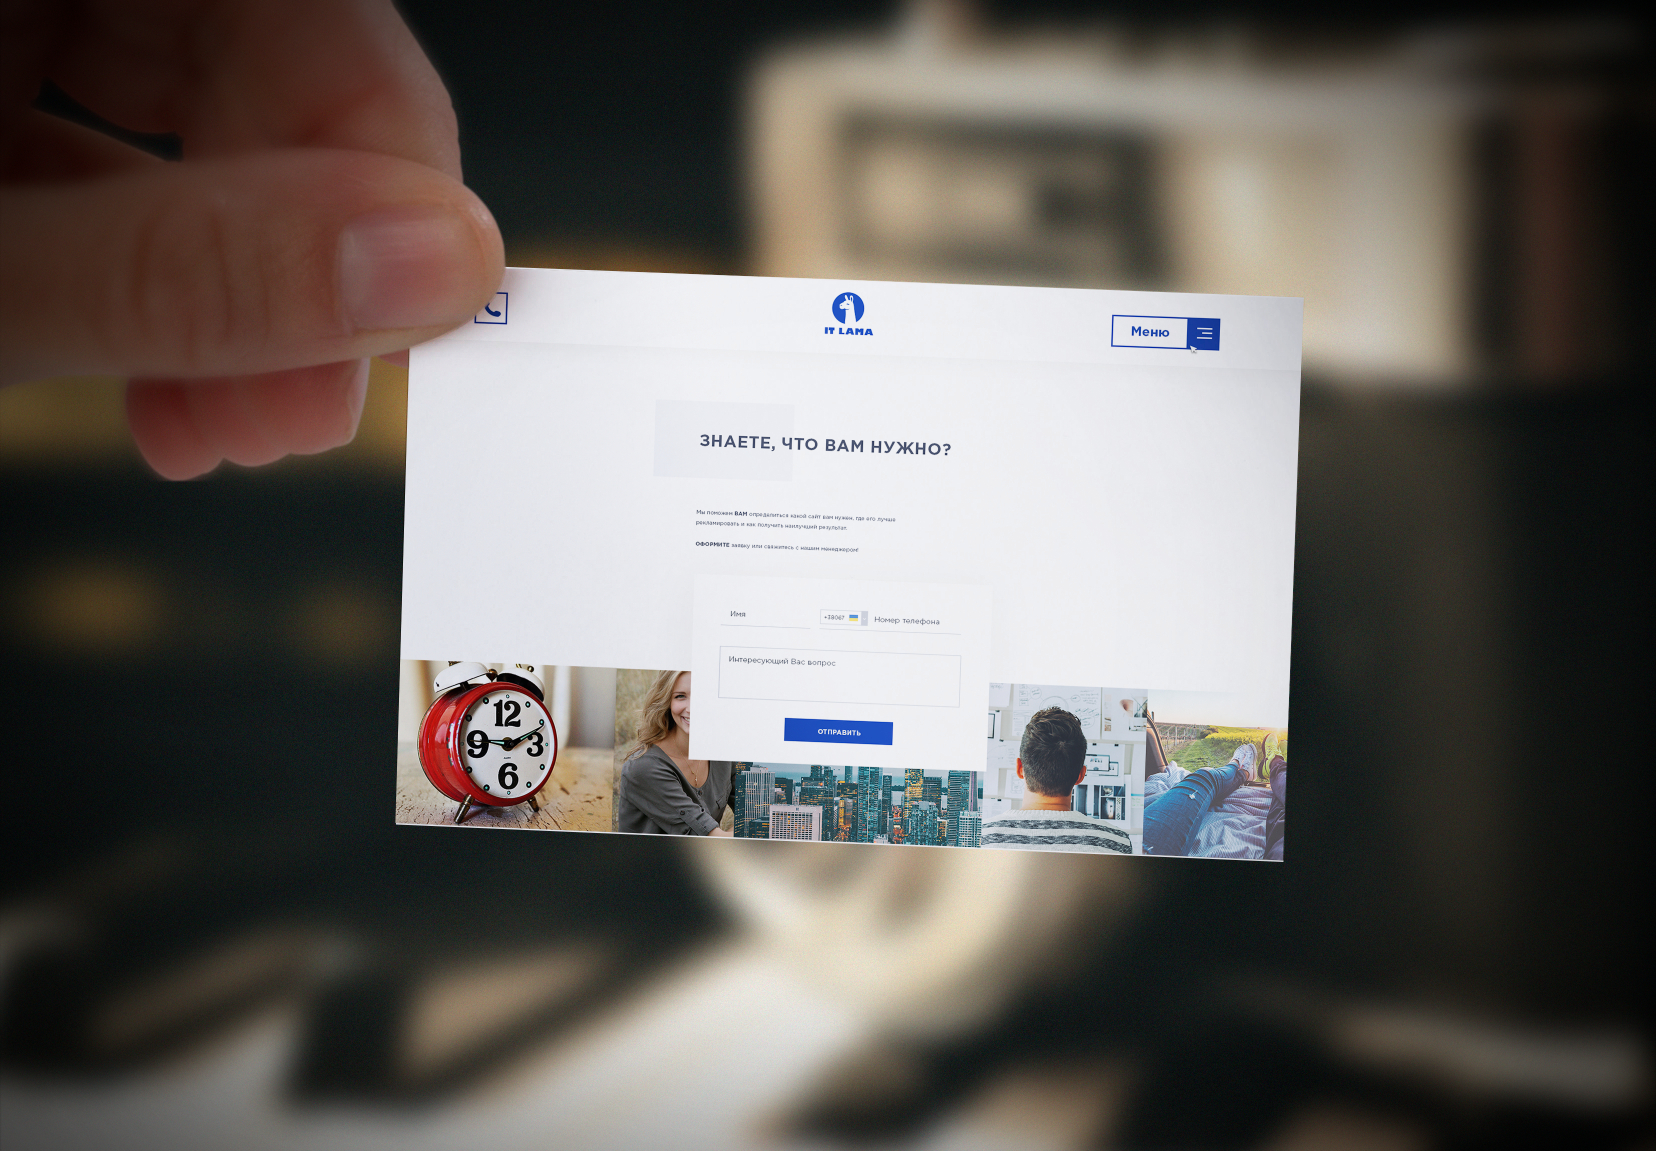 IT LAMA
Меню
ЗНАЕТЕ, ЧТО ВАМ НУЖНО?
Мы поможем ВАМ определиться какой сайт вам нужен, где его лучше
рекламировать и как получить наилучший результат.
ОФОРМИТЕ заявку или свяжитесь с нашим менеджером!
Имя
+38067
Номер телефона
Интересующий Вас вопрос
ОТПРАВИТЬ
12
9 3
6